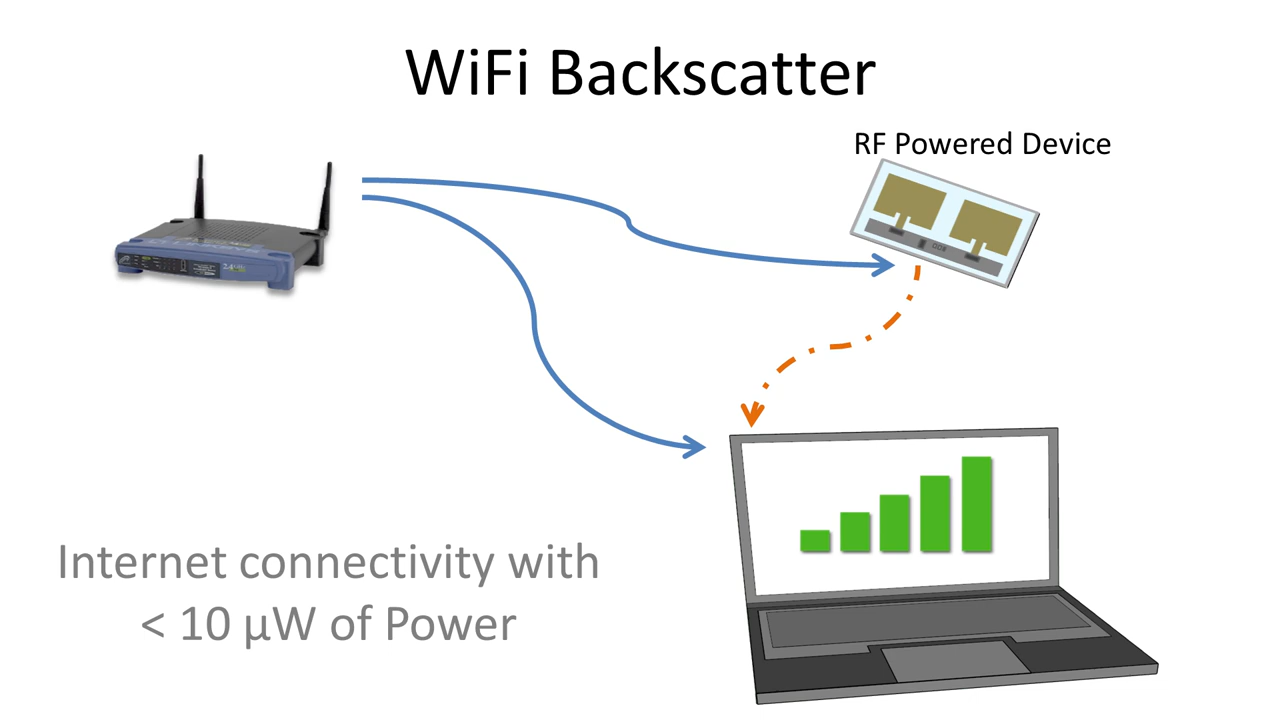 WiFi Backscatter
RF Powered Device
Internet connectivity with
< 10 μW of Power